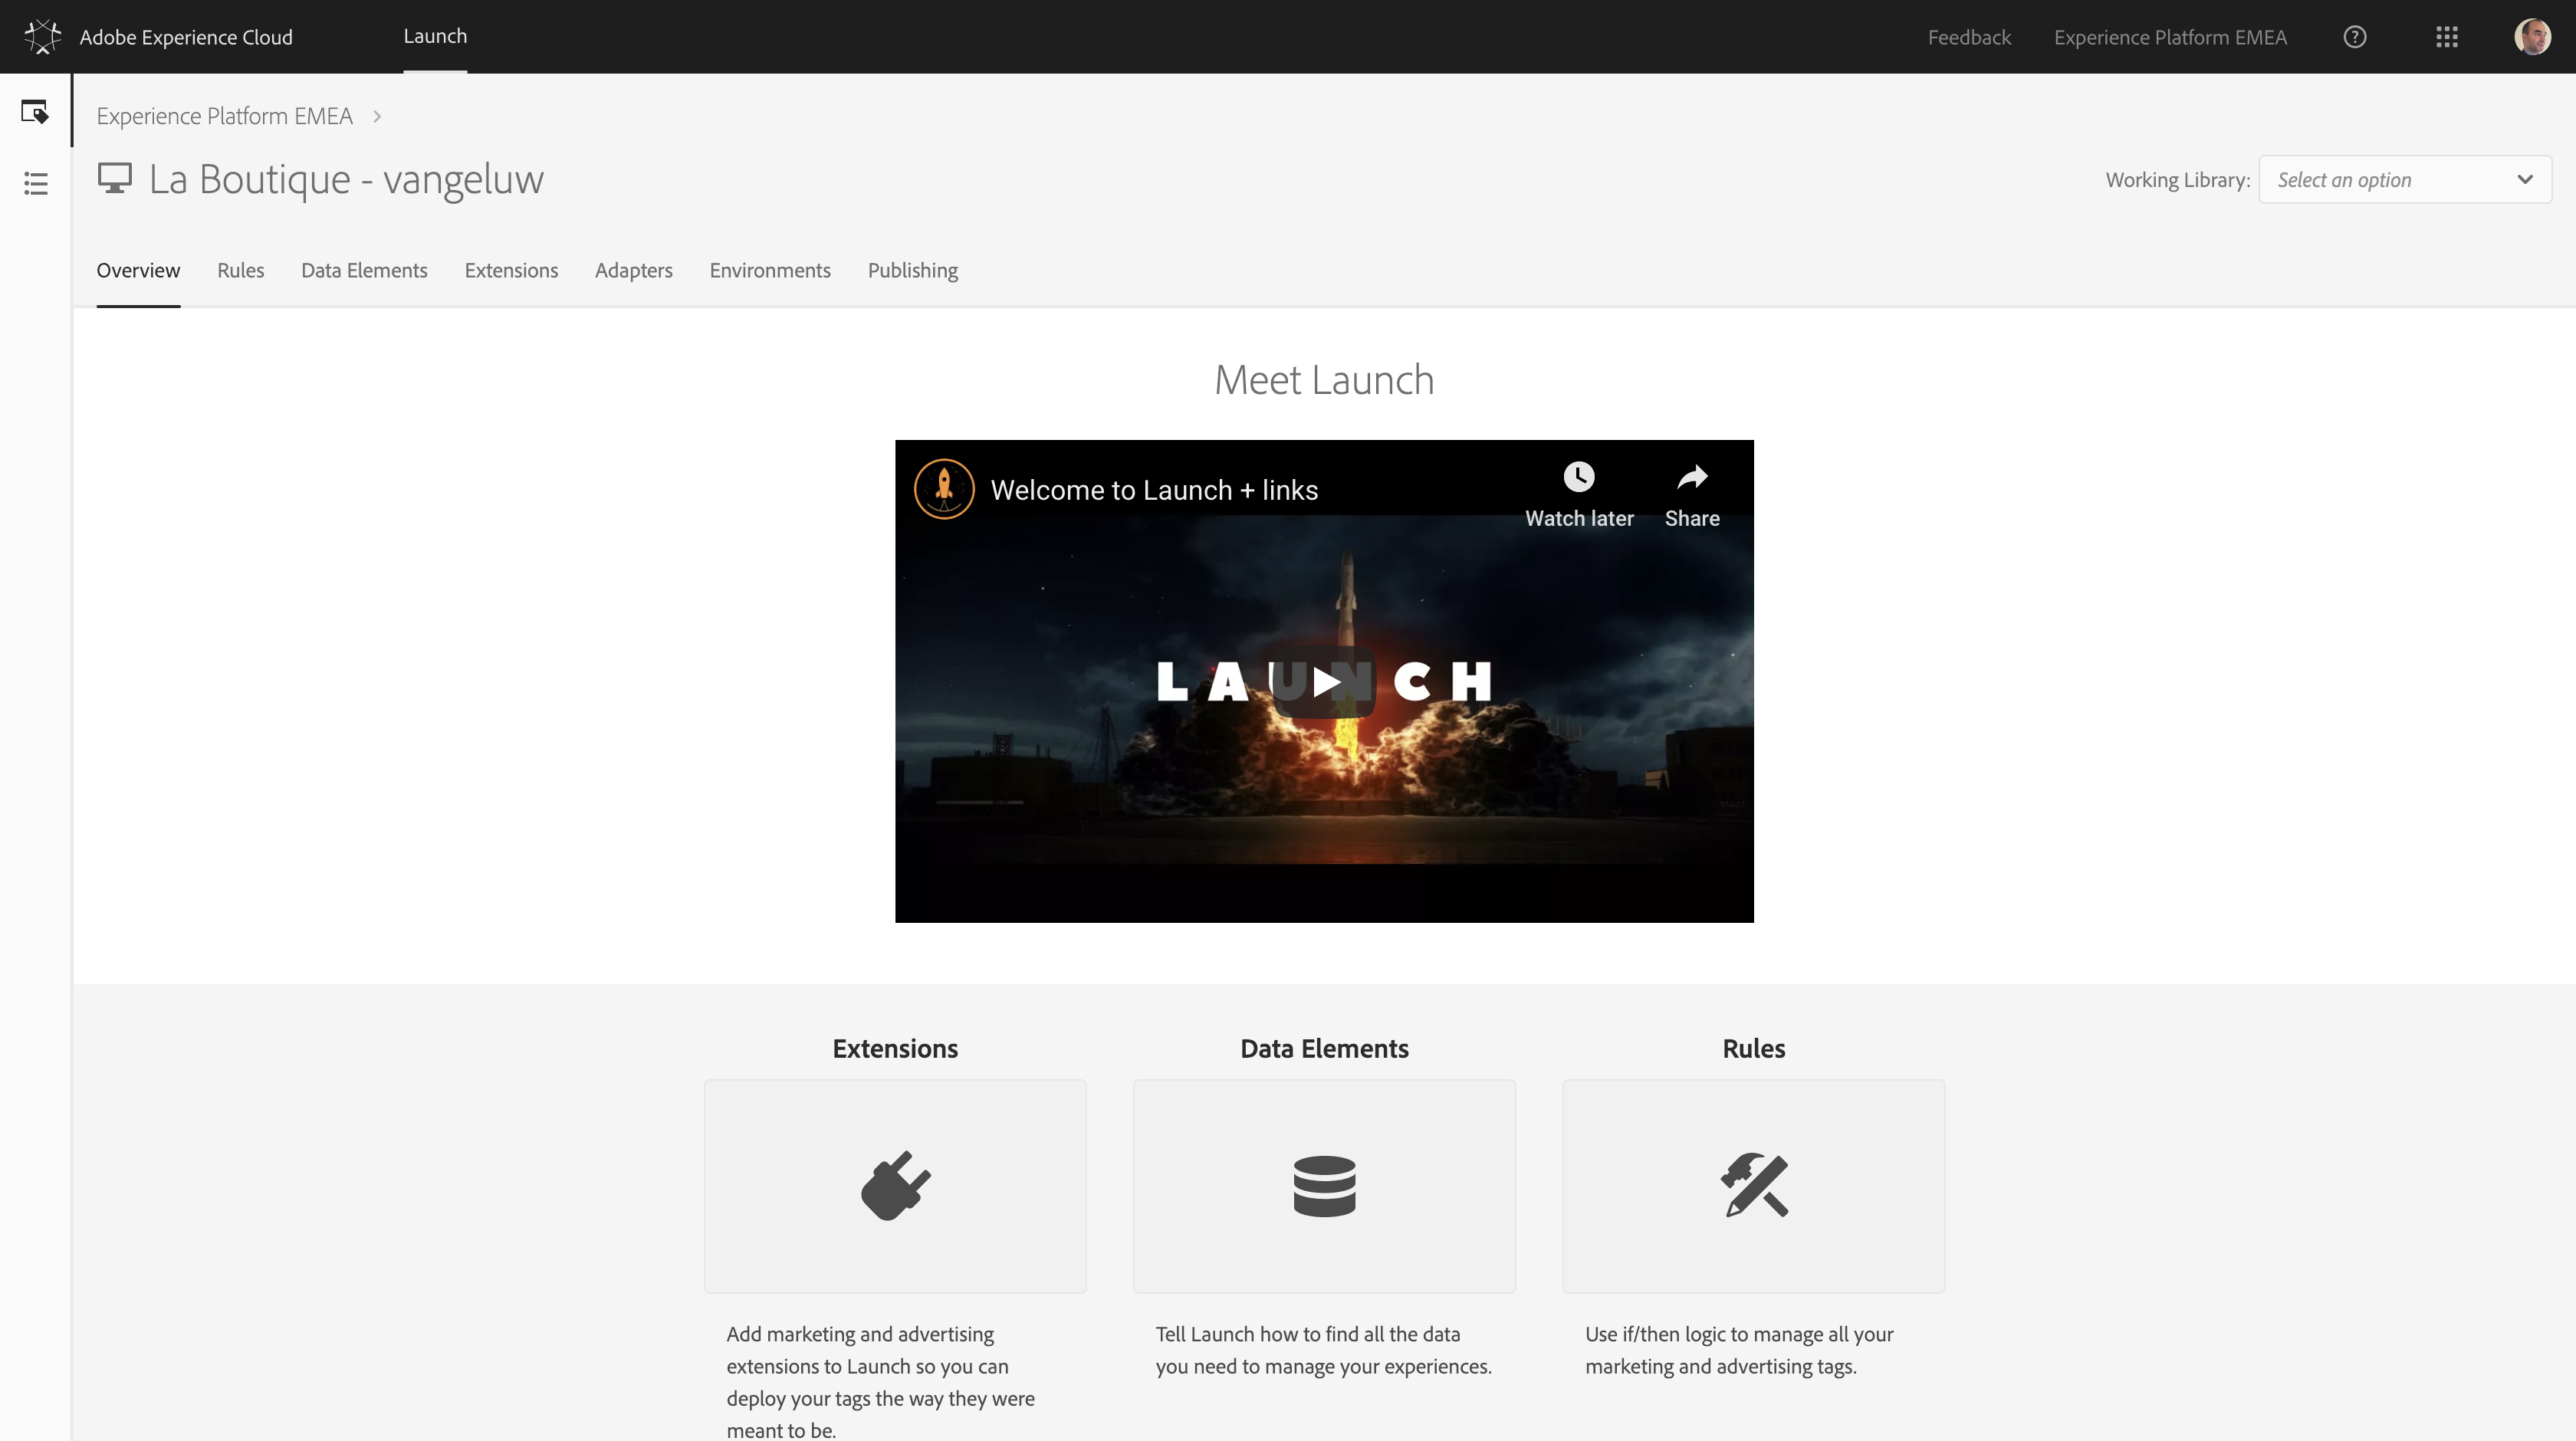 Adobe Experience Cloud
Launch
Feedback
Experience Platform EMEA
Experience Platform EMEA
La Boutique - vangeluw
Working Library:
Select an option
Overview
Rules
Data Elements
Extensions
Adapters
Environments
Publishing
Meet Launch
Welcome to Launch + links
Watch later
Share
LAUNCH
Extensions
Data Elements
Rules
Add marketing and advertising
extensions to Launch so you can
deploy your tags the way they were
meant to be.
Tell Launch how to find all the data
you need to manage your experiences.
Use if/then logic to manage all your
marketing and advertising tags.